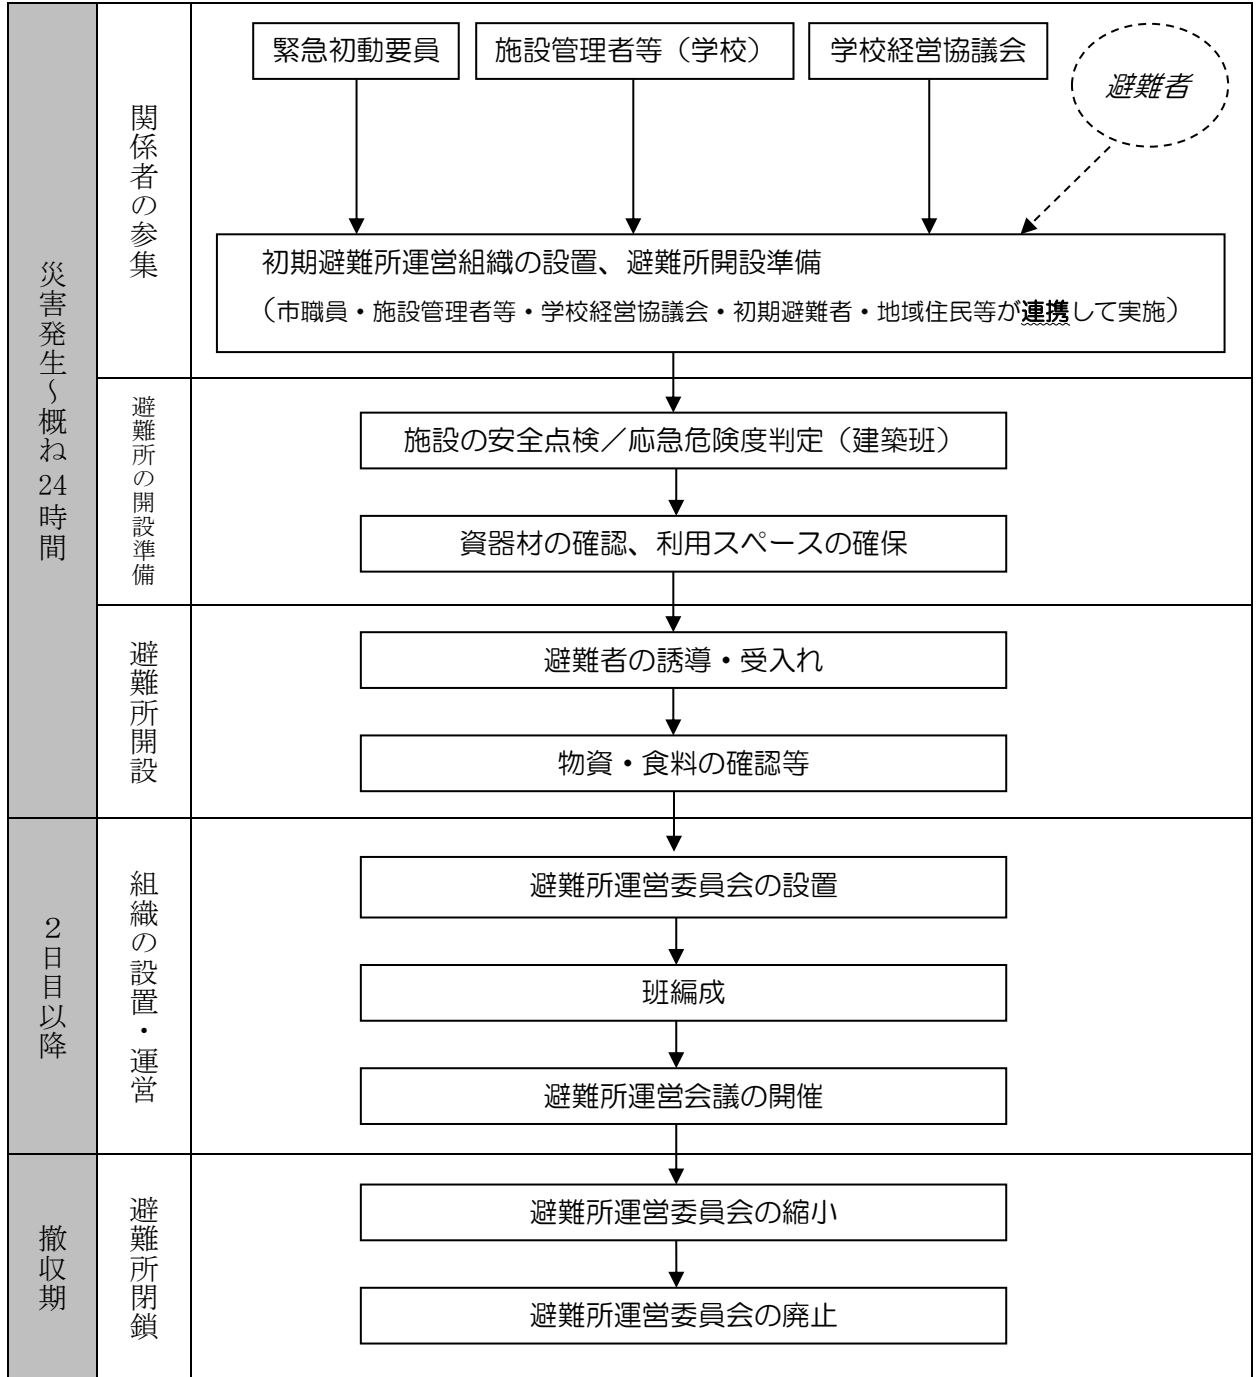 災害発生～概ね24時間
関係者の参集
緊急初動要員
施設管理者等（学校）
学校経営協議会
避難者
初期避難所運営組織の設置、避難所開設準備
（市職員・施設管理者等・学校経営協議会・初期避難者・地域住民等が連携して実施）
避難所の開設準備
施設の安全点検／応急危険度判定（建築班）
資器材の確認、利用スペースの確保
避難所開設
避難者の誘導・受入れ
物資・食料の確認等
２日目以降
組織の設置・運営
避難所運営委員会の設置
班編成
避難所運営会議の開催
撤収期
避難所閉鎖
避難所運営委員会の縮小
避難所運営委員会の廃止